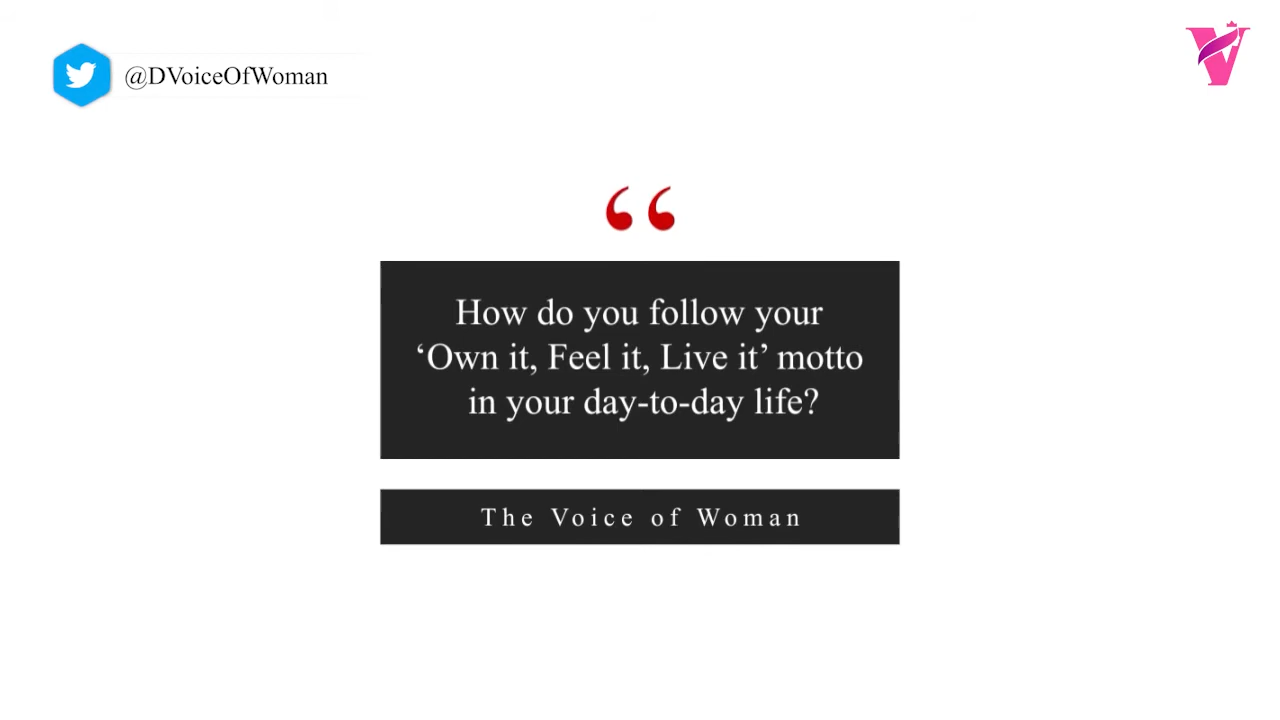 @DVoiceOfWoman
V
“
How do you follow your
‘Own it, Feel it, Live it’ motto
in your day-to-day life?
The Voice of Woman